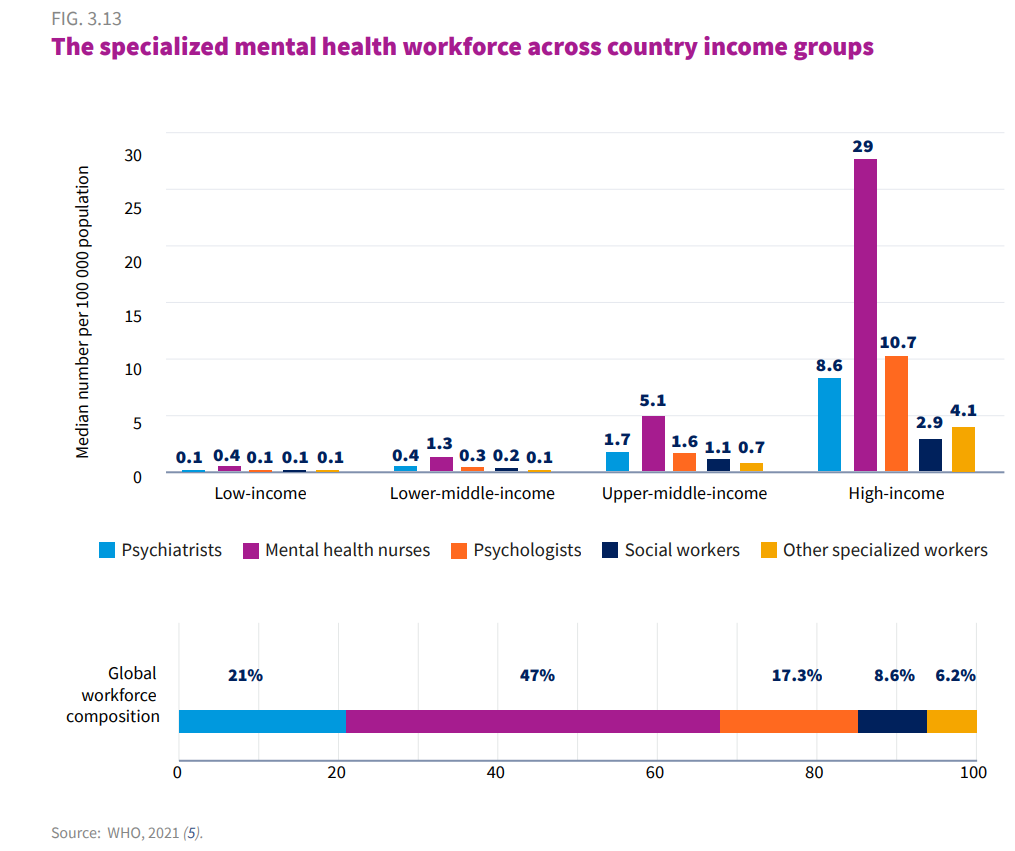 FIG. 3.13
The specialized mental health workforce across country income groups
Median number per 100 000 population
30
25
20
15
10
5
0
0.1 0.4 0.1 0.1 0.1
0.4 1.3 0.3 0.2 0.1
1.7 5.1 1.6 1.1 0.7
8.6 29 10.7 2.9 4.1
Low-income Lower-middle-income Upper-middle-income High-income
Psychiatrists Mental health nurses Psychologists Social workers Other specialized workers
Global
workforce
composition
21% 47% 17.3% 8.6% 6.2%
0 20 40 60 80 100
Source: WHO, 2021 (5).